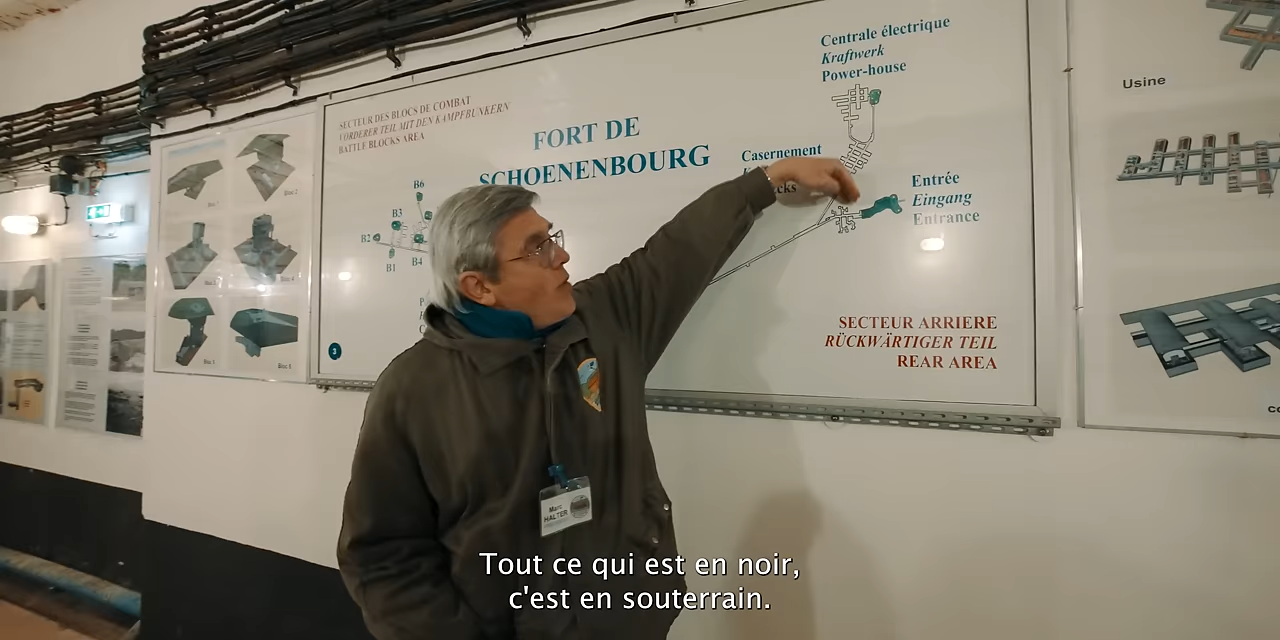 SECTEUR DES BLOCS DE COMBAT
VORDERER TEIL MIT DEN KAMPFBUNKERN
BATTLE BLOCKS AREA
FORT DE
SCHOENENBOURG
Centrale électrique
Kraftwerk
Power-house
Casernement
Entrée
Eingang
Entrance
B6
B3
B2
B1
B4
SECTEUR ARRIERE
RÜCKWÄRTIGER TEIL
REAR AREA
3
Usine
Marc
HALTER
Tout ce qui est en noir,
c'est en souterrain.